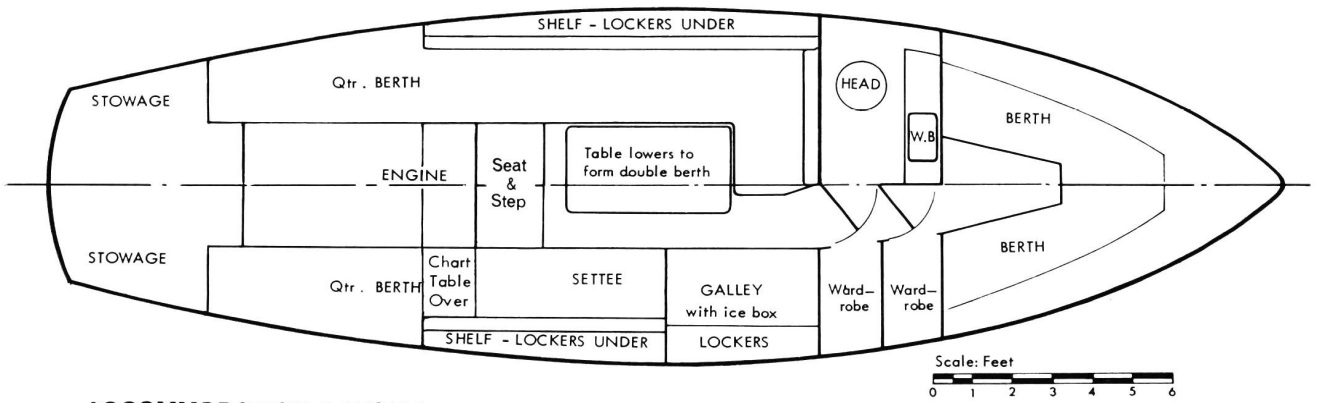 SHELF - LOCKERS UNDER
STOWAGE
Qtr. BERTH
HEAD
W.B
BERTH
ENGINE
Seat
&
Step
Table lowers to
form double berth
STOWAGE
Qtr. BERTH
Chart
Table
Over
SETTEE
GALLEY
with ice box
Ward-
robe
Ward-
robe
BERTH
SHELF - LOCKERS UNDER
LOCKERS
Scale: Feet
0 1 2 3 4 5 6